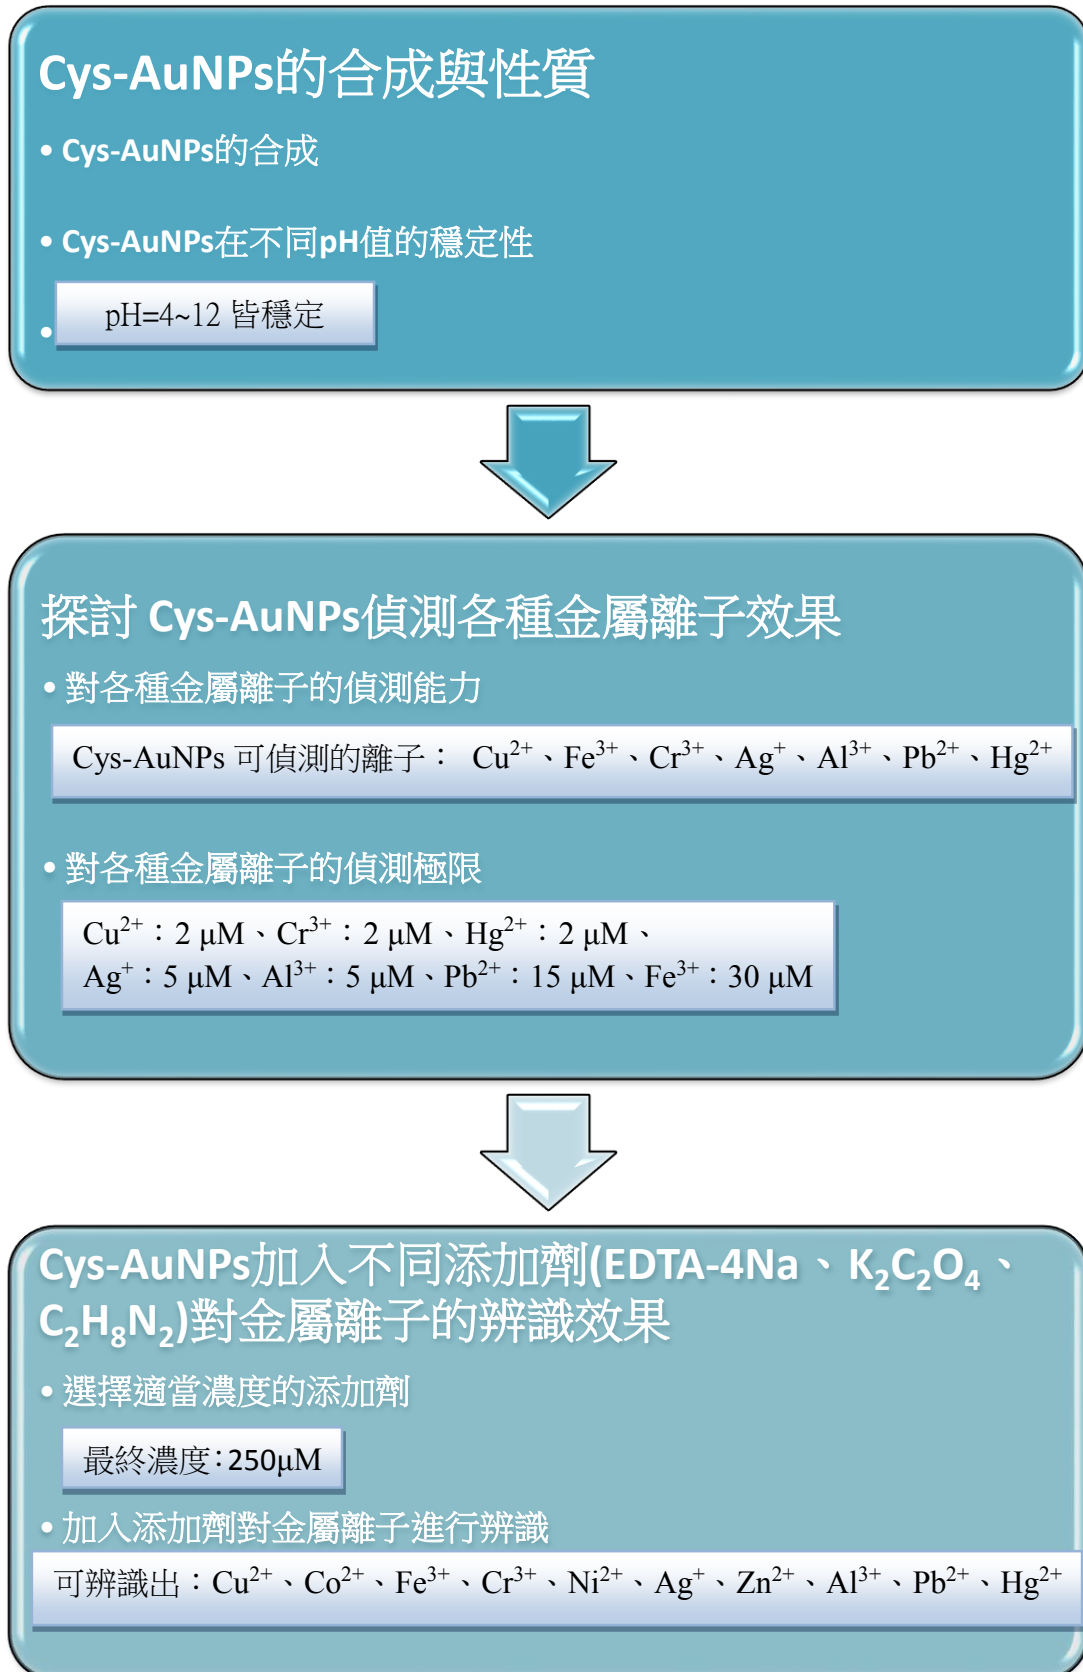 Cys-AuNPs的合成與性質
• Cys-AuNPs的合成
• Cys-AuNPs在不同pH值的穩定性
•
pH=4~12 皆穩定
探討 Cys-AuNPs偵測各種金屬離子效果
• 對各種金屬離子的偵測能力
Cys-AuNPs 可偵測的離子： Cu²⁺、Fe³⁺、Cr³⁺、Ag⁺、Al³⁺、Pb²⁺、Hg²⁺
• 對各種金屬離子的偵測極限
Cu²⁺：2 μM、Cr³⁺：2 μM、Hg²⁺：2 μM、
Ag⁺：5 μM、Al³⁺：5 μM、Pb²⁺：15 μM、Fe³⁺：30 μM
Cys-AuNPs加入不同添加劑(EDTA-4Na、K₂C₂O₄、
C₂H₈N₂)對金屬離子的辨識效果
• 選擇適當濃度的添加劑
最終濃度：250μM
• 加入添加劑對金屬離子進行辨識
可辨識出：Cu²⁺、Co²⁺、Fe³⁺、Cr³⁺、Ni²⁺、Ag⁺、Zn²⁺、Al³⁺、Pb²⁺、Hg²⁺